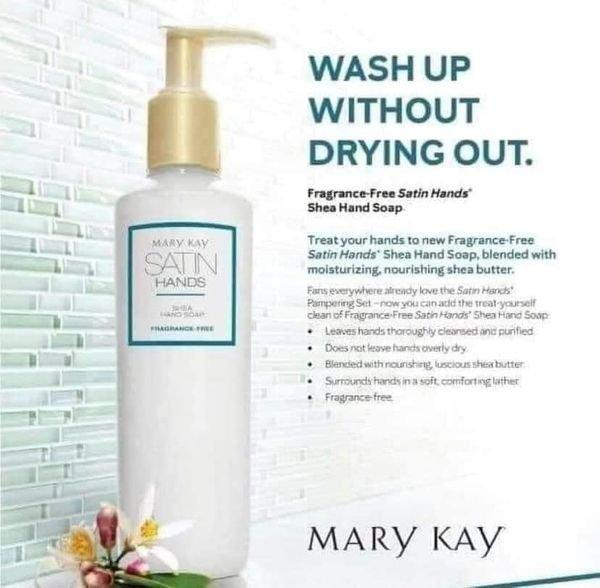 WASH UP
WITHOUT
DRYING OUT.
Fragrance-Free Satin Hands®
Shea Hand Soap
Treat your hands to new Fragrance-Free
Satin Hands® Shea Hand Soap, blended with
moisturizing, nourishing shea butter.
Fans everywhere already love the Satin Hands®
Pampering Set – now you can add the treat-yourself
clean of Fragrance-Free Satin Hands® Shea Hand Soap:
• Leaves hands thoroughly cleansed and purified.
• Does not leave hands overly dry.
• Blended with nourishing, luscious shea butter.
• Surrounds hands in a soft, comforting lather.
• Fragrance-free.
MARY KAY
SATIN
HANDS
SHEA
HAND SOAP
FRAGRANCE-FREE
MARY KAY